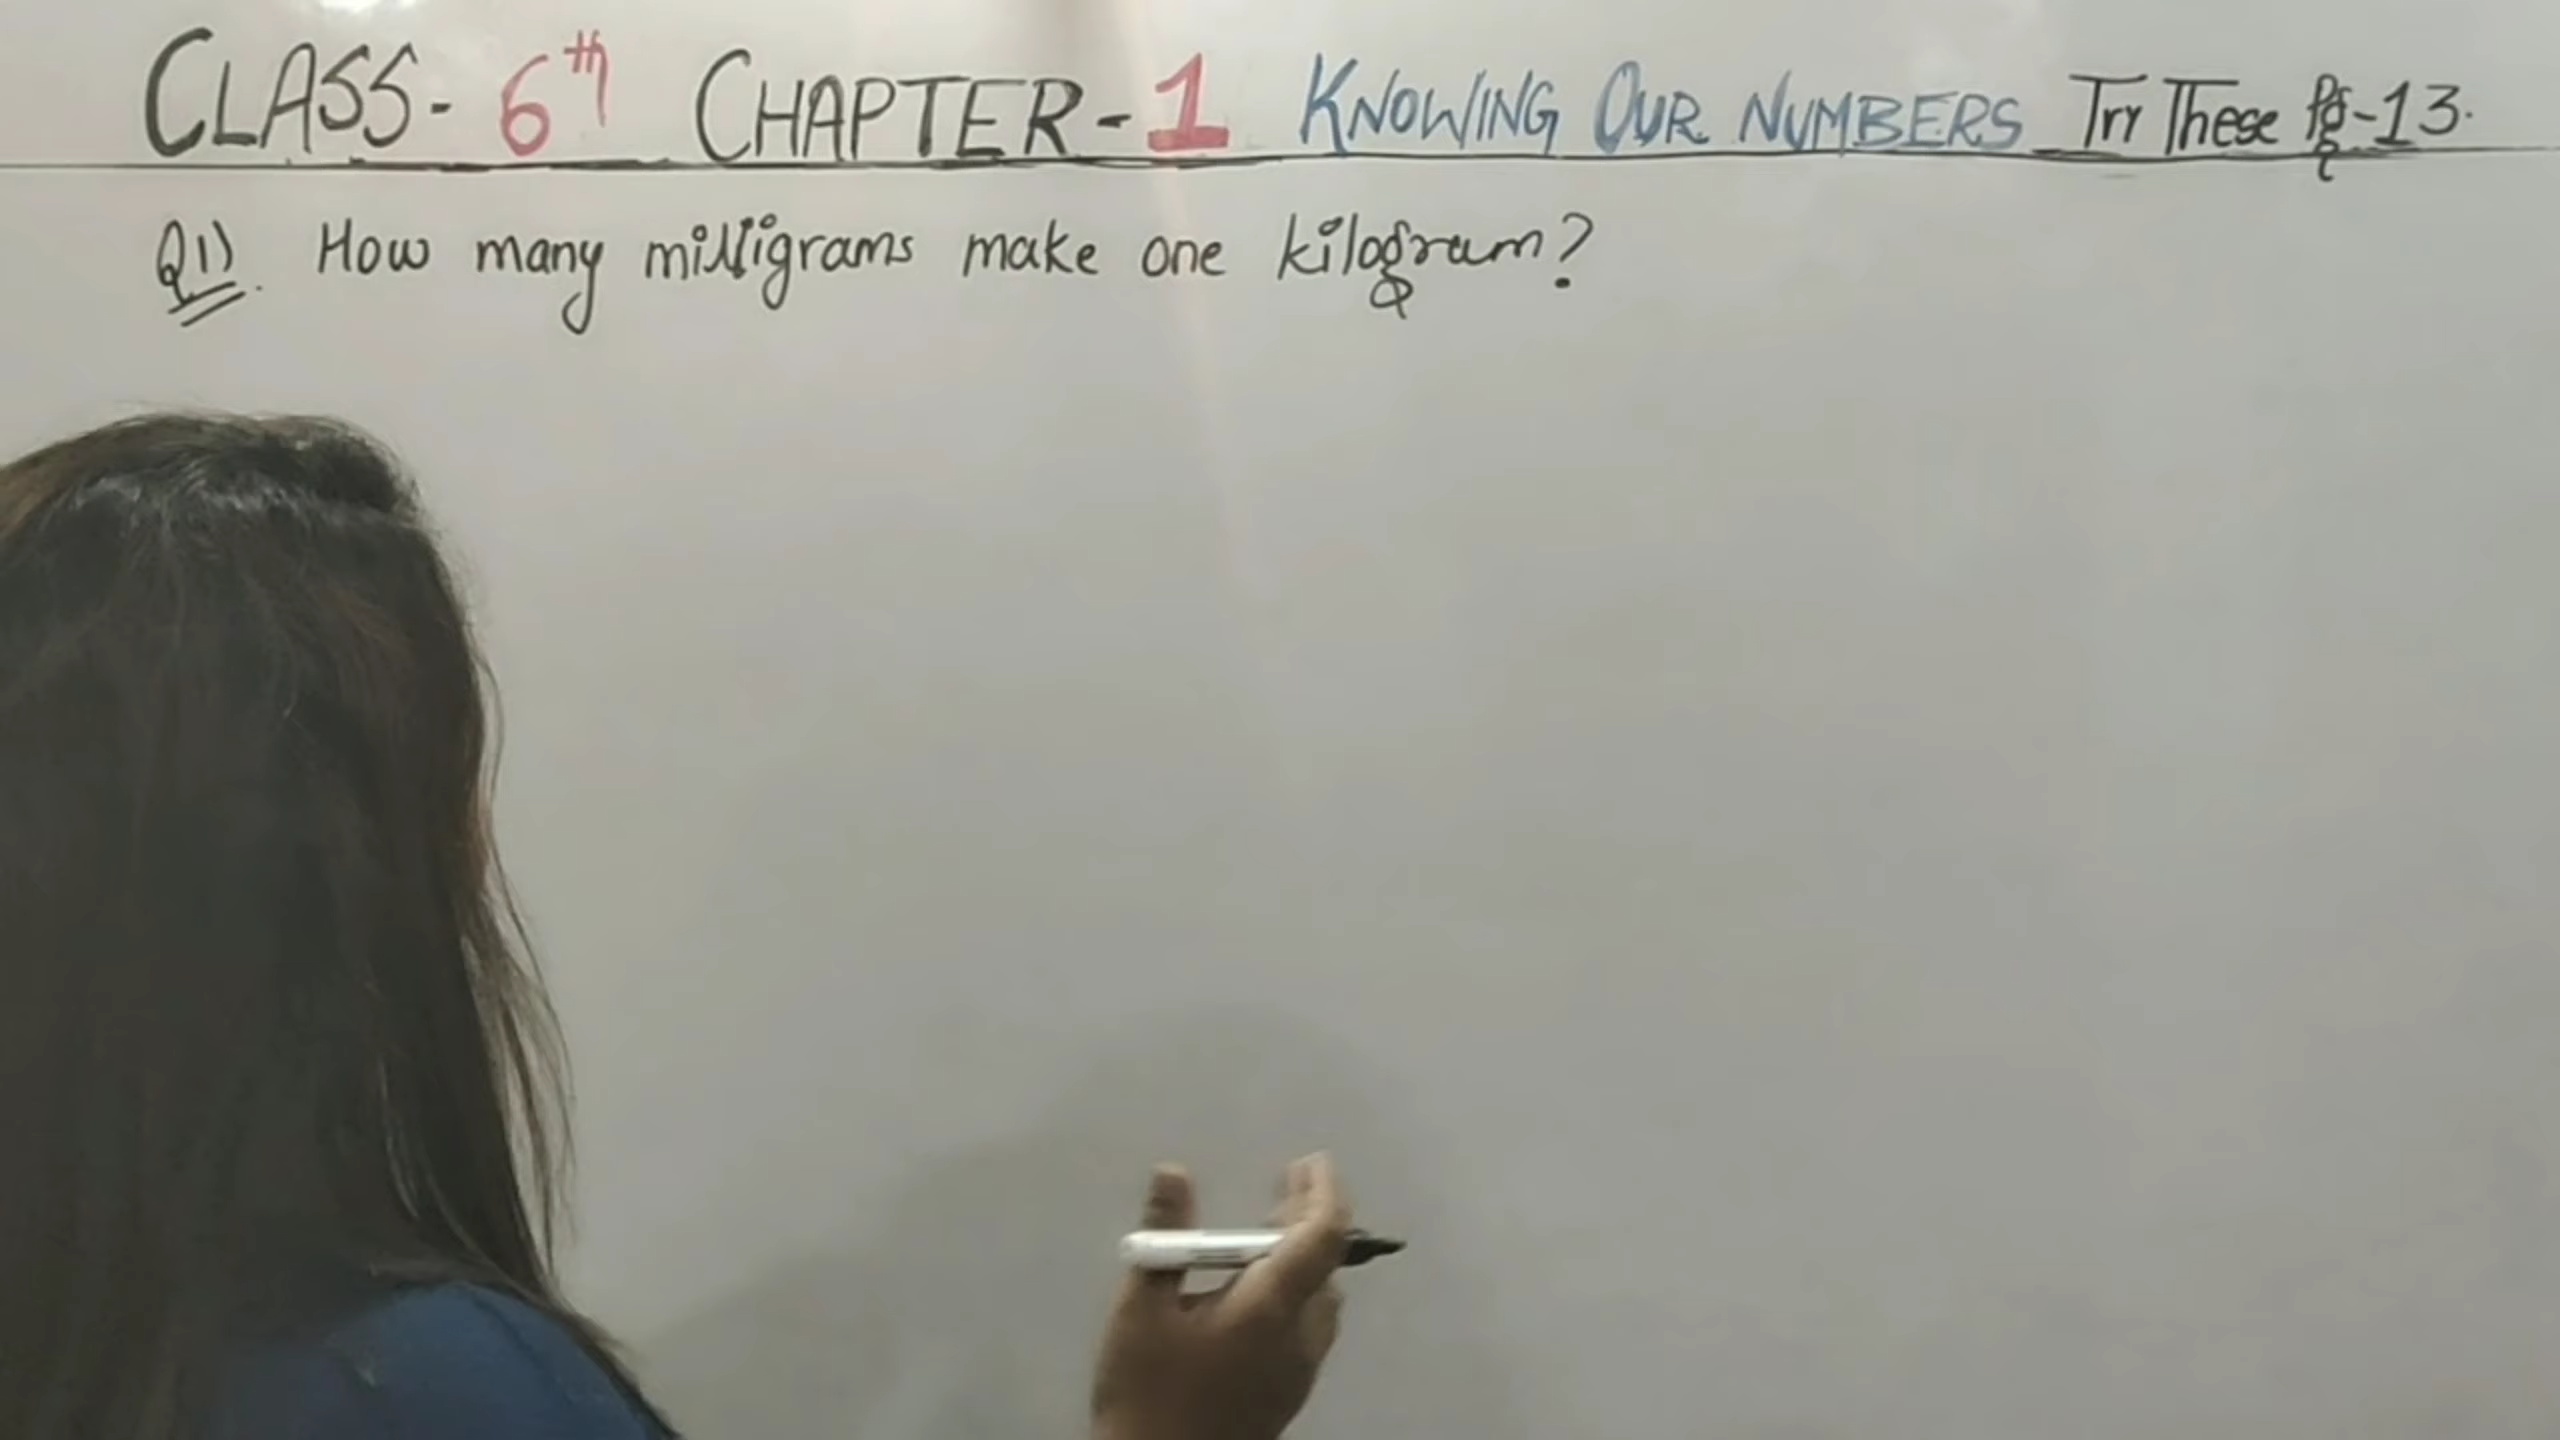 CLASS- 6th CHAPTER-1 KNOWING OUR NUMBERS Try These Pg-13.
Q1). How many milligrams make one kilogram?